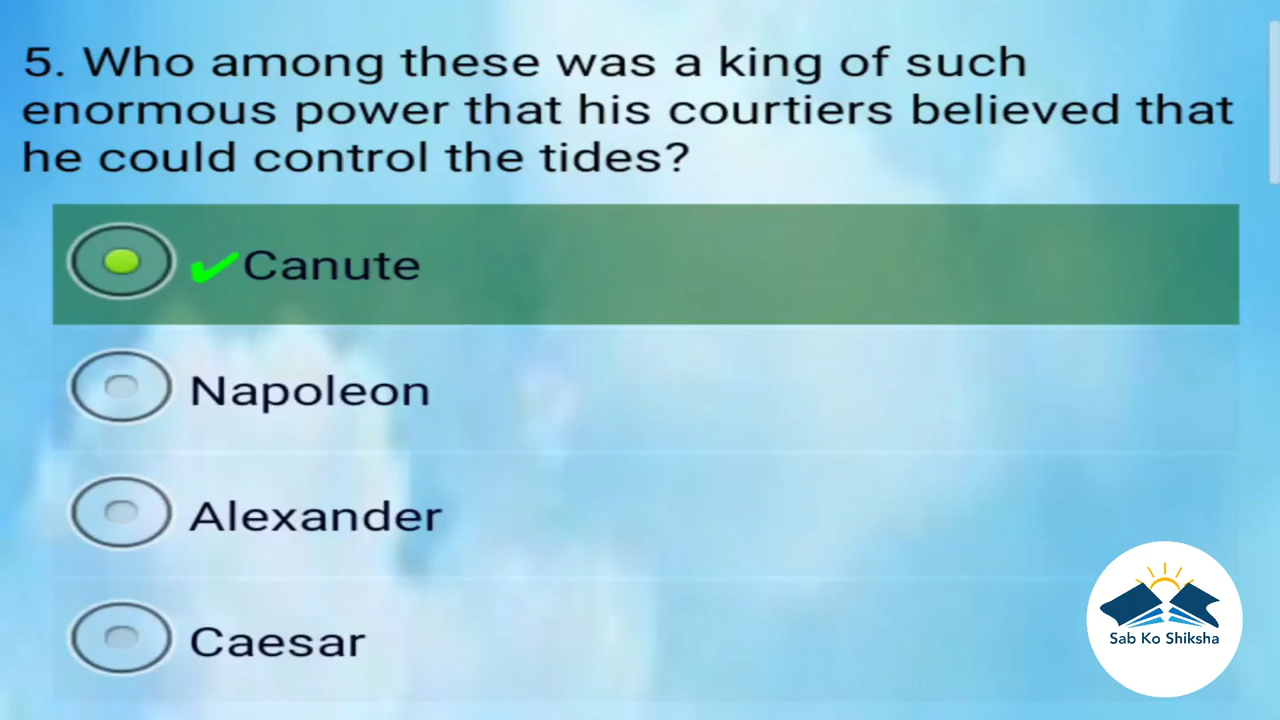 5. Who among these was a king of such
enormous power that his courtiers believed that
he could control the tides?
✔Canute
Napoleon
Alexander
Caesar
Sab Ko Shiksha